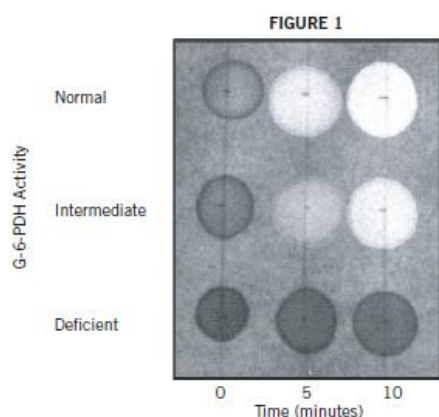 FIGURE 1
Normal
Intermediate
Deficient
G-6-PDH Activity
0 5 10
Time (minutes)